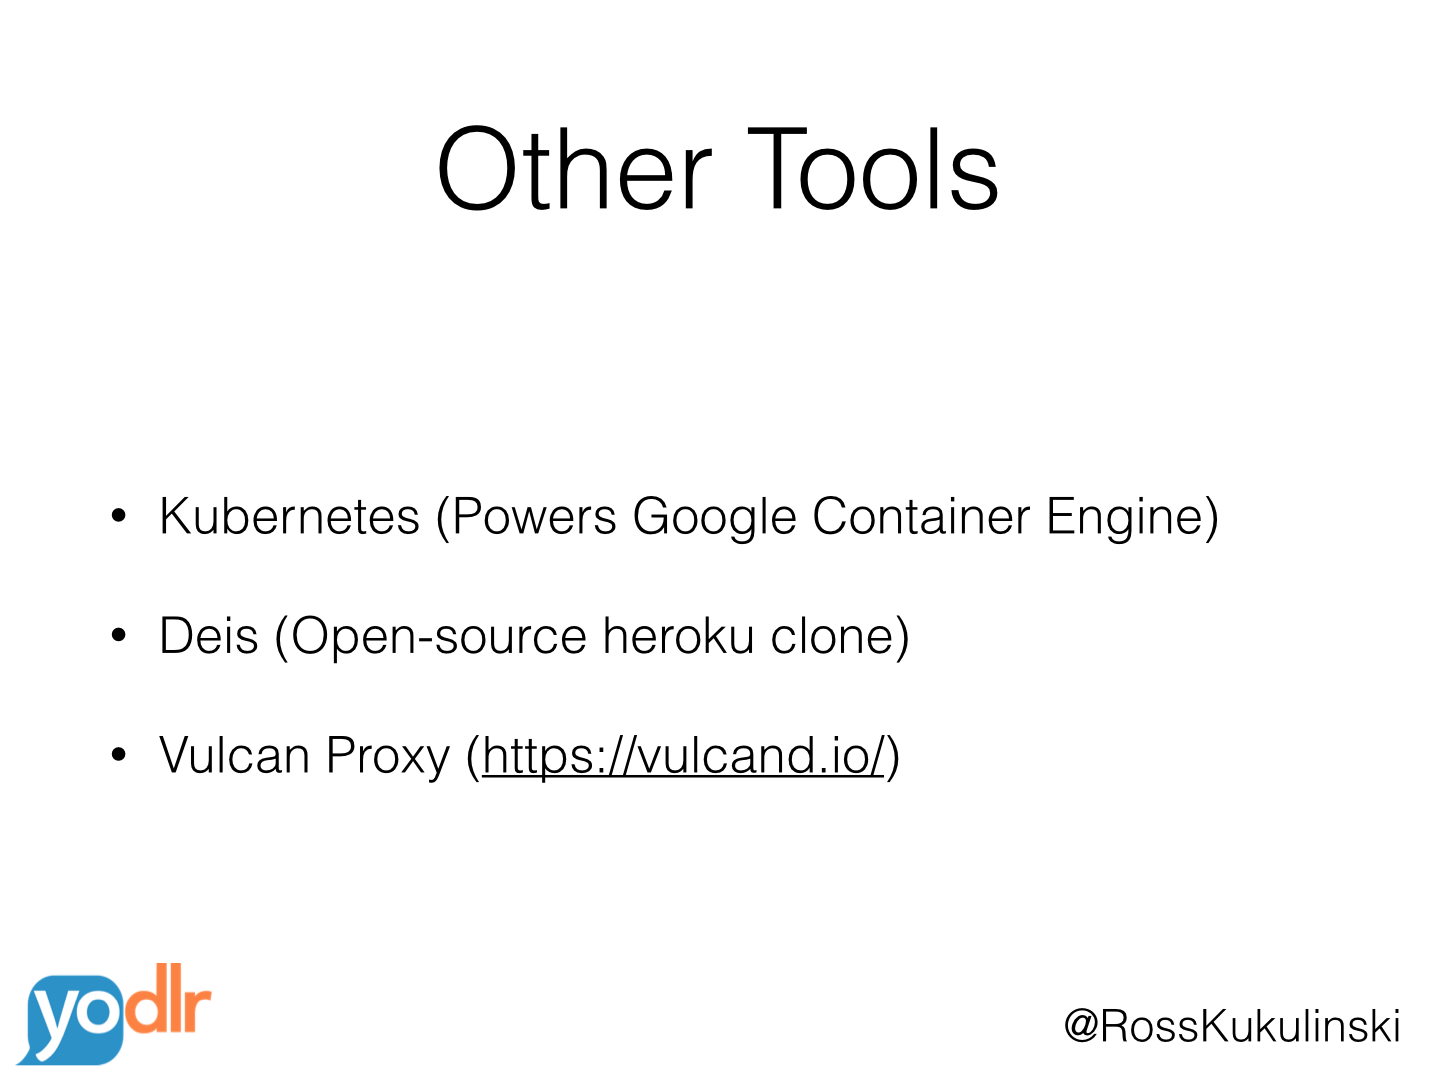 Other Tools
• Kubernetes (Powers Google Container Engine)
• Deis (Open-source heroku clone)
• Vulcan Proxy (https://vulcand.io/)
yodlr
@RossKukulinski